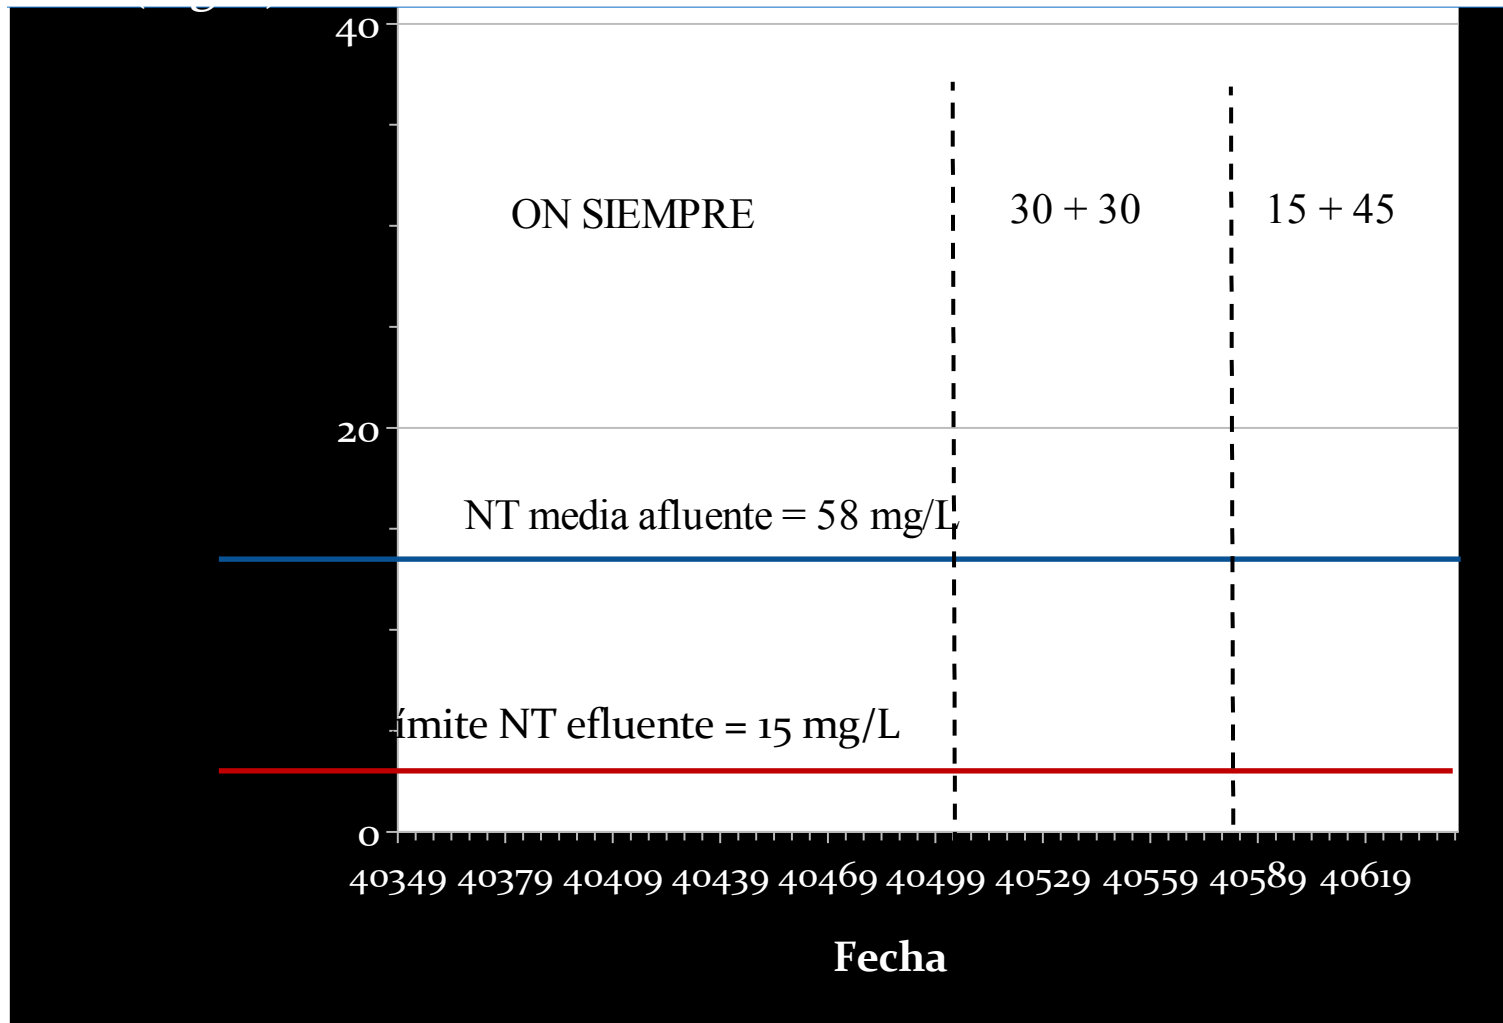 40
ON SIEMPRE
30 + 30
15 + 45
20
NT media afluente = 58 mg/L
ímite NT efluente = 15 mg/L
0
40349 40379 40409 40439 40469 40499 40529 40559 40589 40619
Fecha